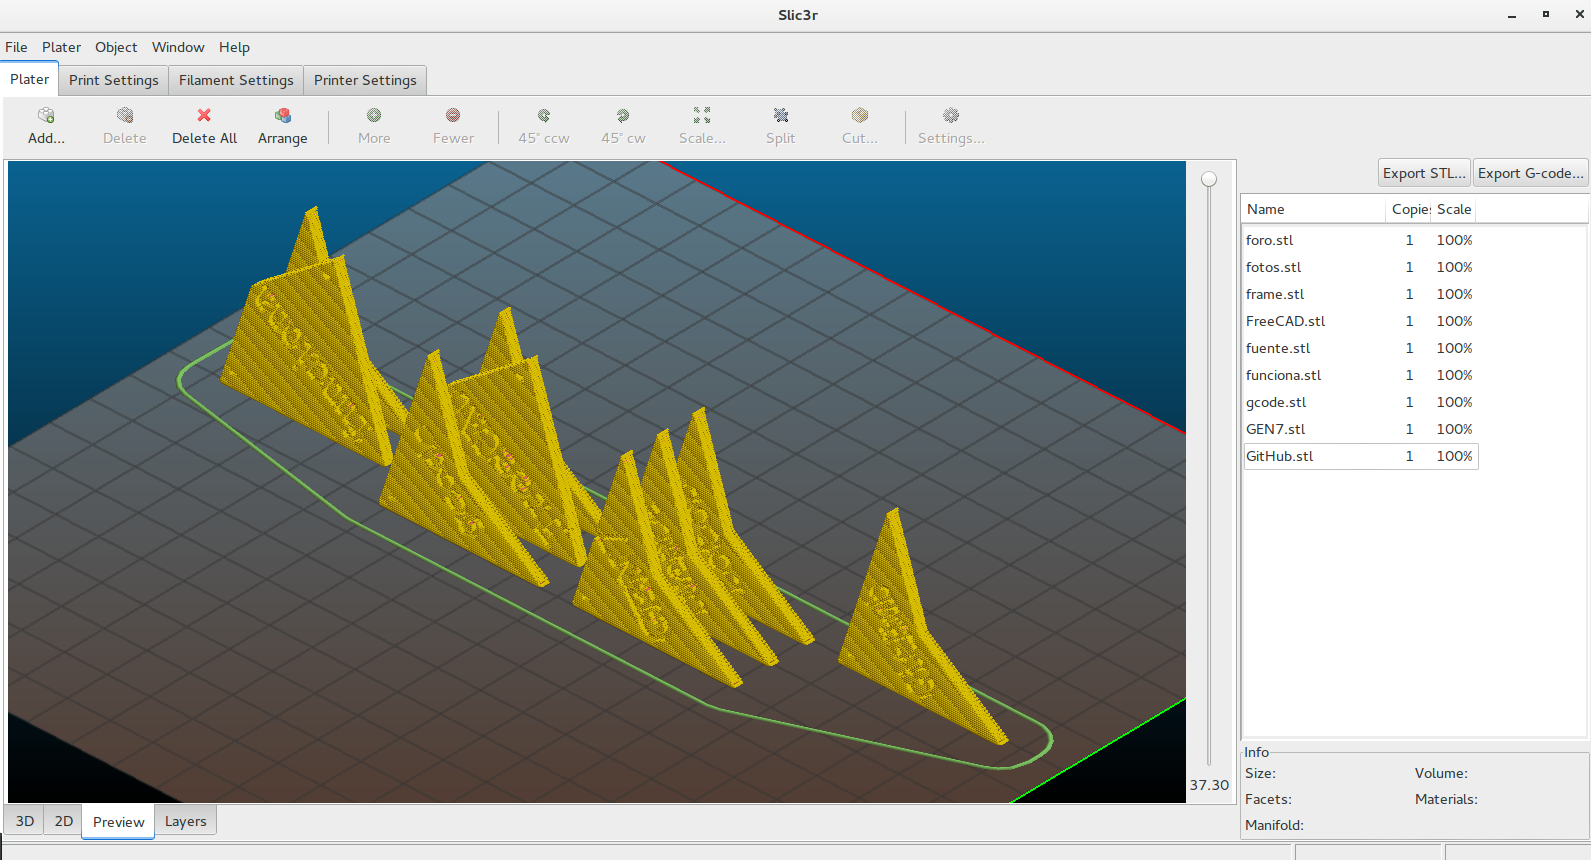 Slic3r
File Plater Object Window Help
Plater Print Settings Filament Settings Printer Settings
Add... Delete Delete All Arrange More Fewer 45° ccw 45° cw Scale... Split Cut... Settings...
Export STL... Export G-code...
Name Copies Scale
foro.stl 1 100%
fotos.stl 1 100%
frame.stl 1 100%
FreeCAD.stl 1 100%
fuente.stl 1 100%
funciona.stl 1 100%
gcode.stl 1 100%
GEN7.stl 1 100%
GitHub.stl 1 100%
37.30
Info
Size: Volume:
Facets: Materials:
Manifold:
3D 2D Preview Layers